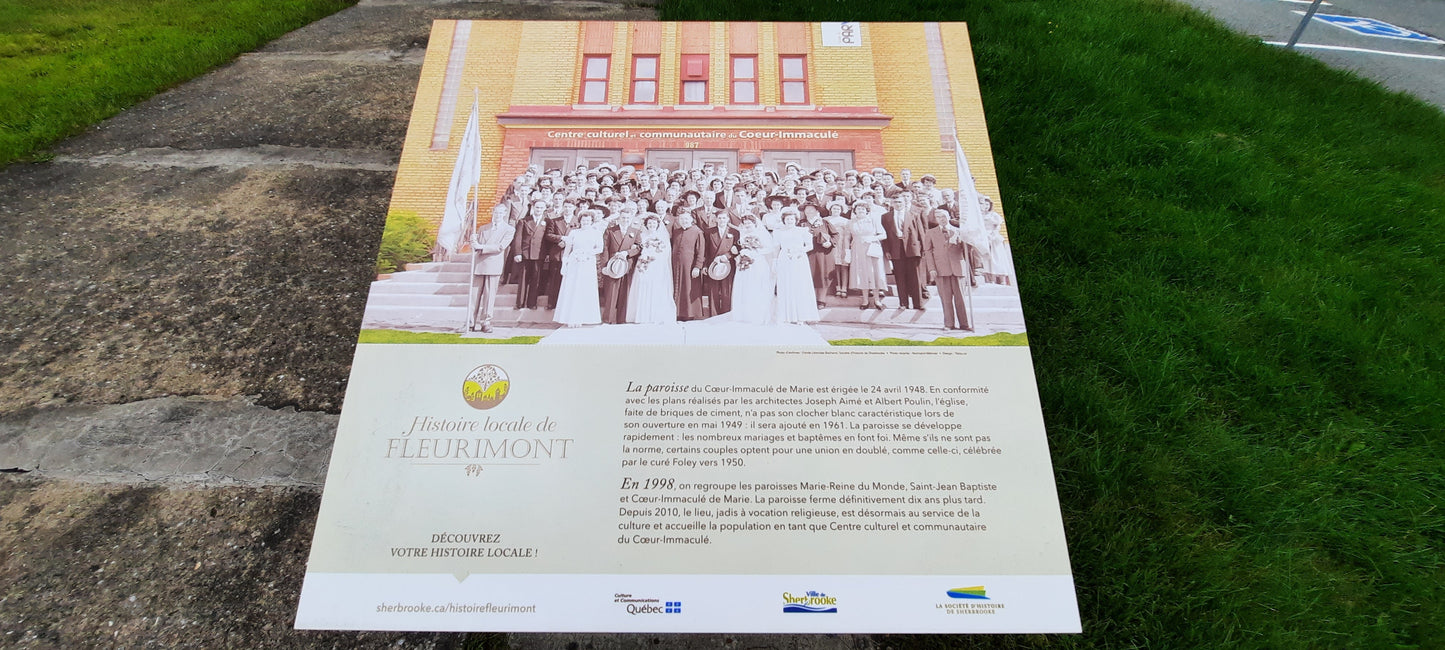 PARV
Centre culturel et communautaire du Coeur-Immaculé
987
Histoire locale de
FLEURIMONT
DÉCOUVREZ
VOTRE HISTOIRE LOCALE !
La paroisse du Cœur-Immaculé de Marie est érigée le 24 avril 1948. En conformité
avec les plans réalisés par les architectes Joseph Aimé et Albert Poulin, l'église,
faite de briques de ciment, n'a pas son clocher blanc caractéristique lors de
son ouverture en mai 1949 : il sera ajouté en 1961. La paroisse se développe
rapidement : les nombreux mariages et baptêmes en font foi. Même s'ils ne sont pas
la norme, certains couples optent pour une union en doublé, comme celle-ci, célébrée
par le curé Foley vers 1950.
En 1998, on regroupe les paroisses Marie-Reine du Monde, Saint-Jean Baptiste
et Cœur-Immaculé de Marie. La paroisse ferme définitivement dix ans plus tard.
Depuis 2010, le lieu, jadis à vocation religieuse, est désormais au service de la
culture et accueille la population en tant que Centre culturel et communautaire
du Cœur-Immaculé.
sherbrooke.ca/histoirefleurimont
Culture
et Communications
Québec
Ville de
Sherbrooke
LA SOCIÉTÉ D'HISTOIRE
DE SHERBROOKE